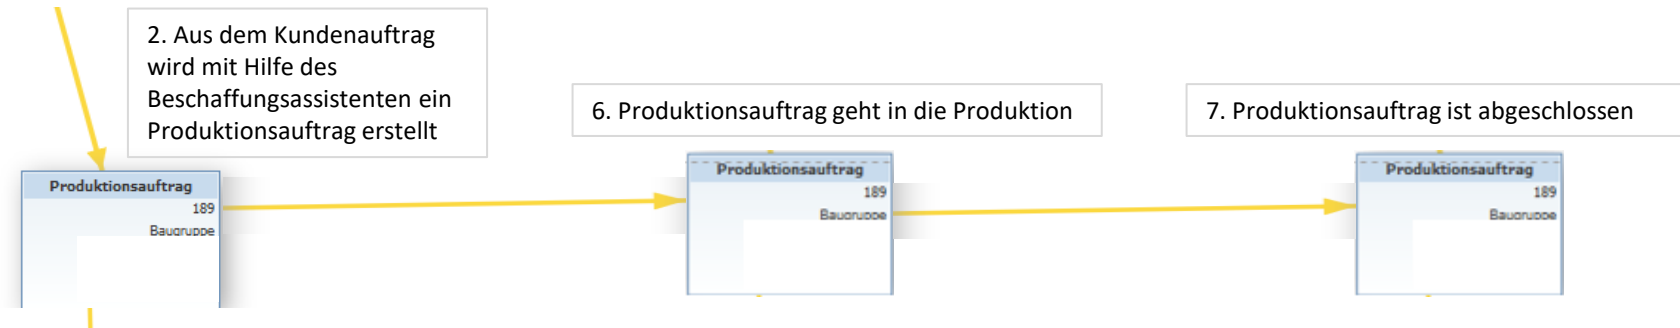 2. Aus dem Kundenauftrag
wird mit Hilfe des
Beschaffungsassistenten ein
Produktionsauftrag erstellt
6. Produktionsauftrag geht in die Produktion
7. Produktionsauftrag ist abgeschlossen
Produktionsauftrag
189
Baugruppe
Produktionsauftrag
189
Baugruppe
Produktionsauftrag
189
Baugruppe